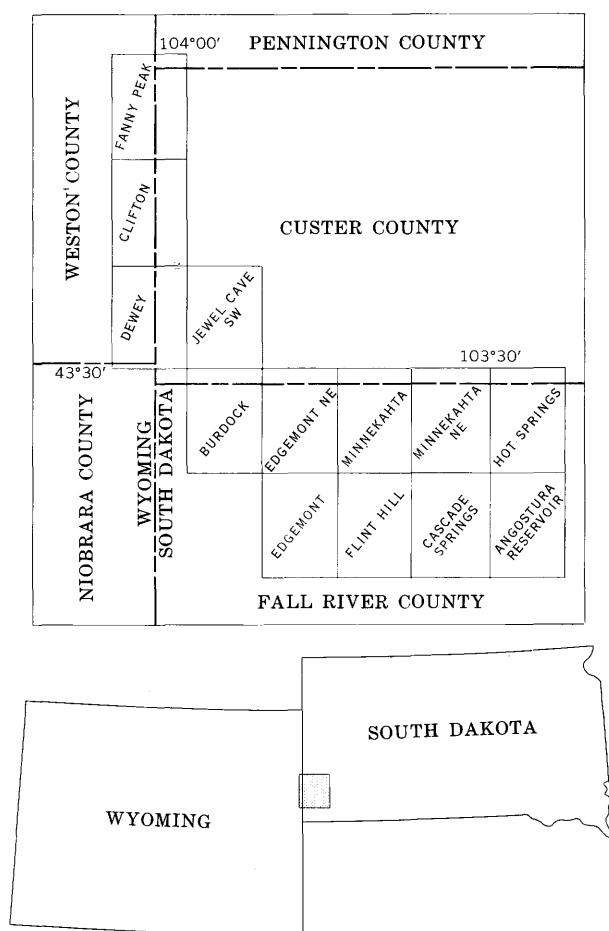 104°00'
PENNINGTON COUNTY
FANNY PEAK
WESTON COUNTY
CLIFTON
CUSTER COUNTY
DEWEY
JEWEL CAVE
SW
43°30'
103°30'
NIOBRARA COUNTY
WYOMING
SOUTH DAKOTA
BURDOCK
EDGEMONT NE
MINNEKAHTA
MINNEKAHTA
NE
HOT SPRINGS
EDGEMONT
FLINT HILL
CASCADE
SPRINGS
ANGOSTURA
RESERVOIR
FALL RIVER COUNTY
SOUTH DAKOTA
WYOMING